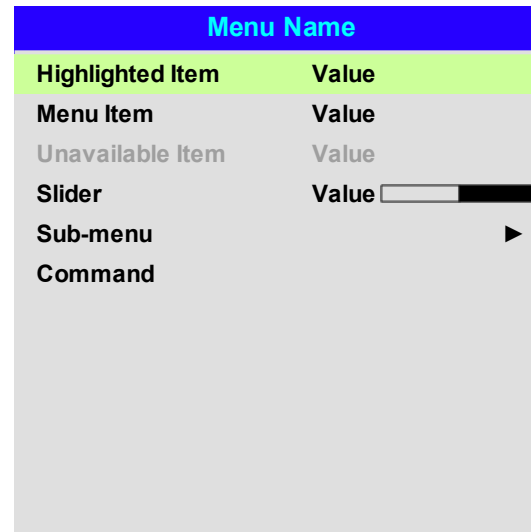 Menu Name
Highlighted Item Value
Menu Item Value
Unavailable Item Value
Slider Value
Sub-menu
Command